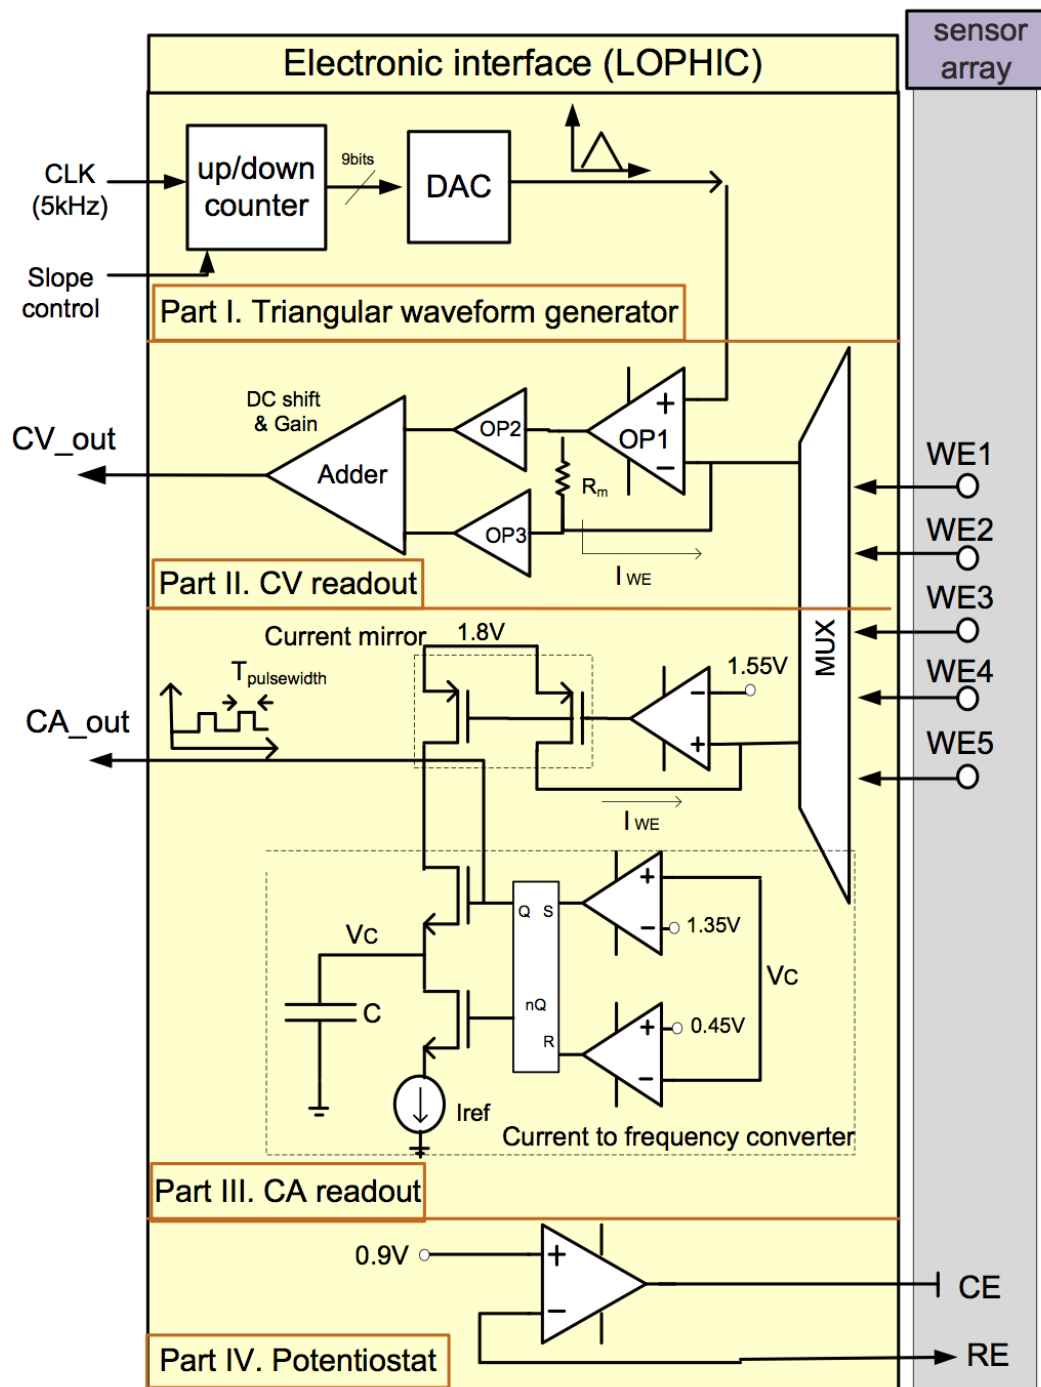 Electronic interface (LOPHIC)
sensor
array
CLK
(5kHz)
up/down
counter
9bits
DAC
Slope
control
Part I. Triangular waveform generator
DC shift
& Gain
CV_out
Adder
OP2
OP1
+
−
Rm
OP3
I WE
Part II. CV readout
WE1
WE2
WE3
WE4
WE5
MUX
Current mirror
1.8V
Tpulsewidth
1.55V
−
+
CA_out
I WE
Q
S
+
−
1.35V
Vc
Vc
C
nQ
R
+
−
0.45V
Iref
Current to frequency converter
Part III. CA readout
0.9V
+
−
CE
RE
Part IV. Potentiostat